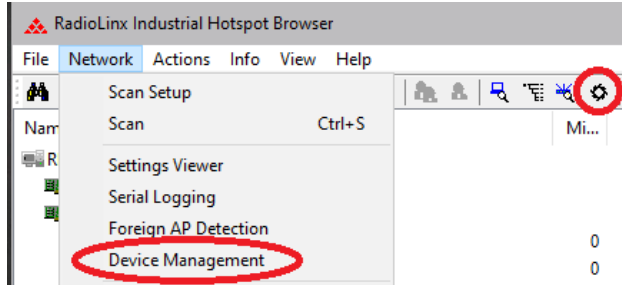 RadioLinx Industrial Hotspot Browser
File Network Actions Info View Help
Scan Setup
Nam
Scan Ctrl+S
Mi...
R
Settings Viewer
Serial Logging
Foreign AP Detection
0
Device Management
0